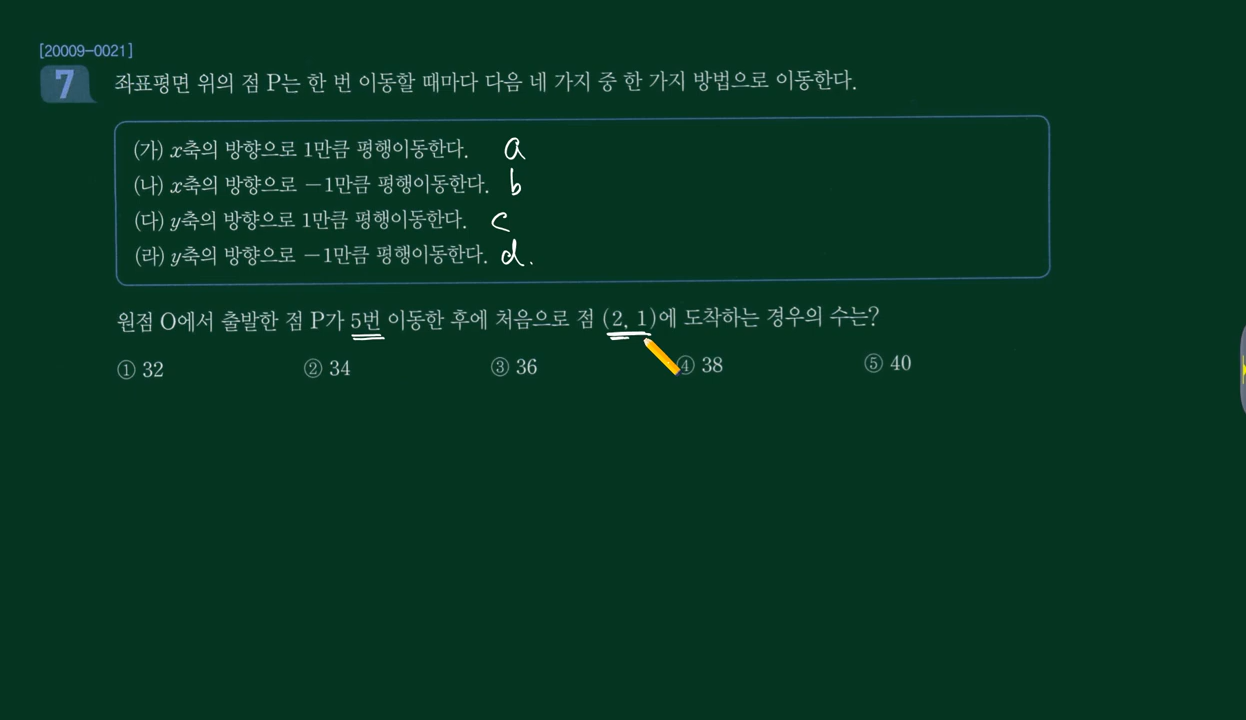 [20009-0021]
7 좌표평면 위의 점 P는 한 번 이동할 때마다 다음 네 가지 중 한 가지 방법으로 이동한다.
(가) x축의 방향으로 1만큼 평행이동한다. a
(나) x축의 방향으로 −1만큼 평행이동한다. b
(다) y축의 방향으로 1만큼 평행이동한다. c
(라) y축의 방향으로 −1만큼 평행이동한다. d.
원점 O에서 출발한 점 P가 5번 이동한 후에 처음으로 점 (2, 1)에 도착하는 경우의 수는?
① 32 ② 34 ③ 36 ④ 38 ⑤ 40